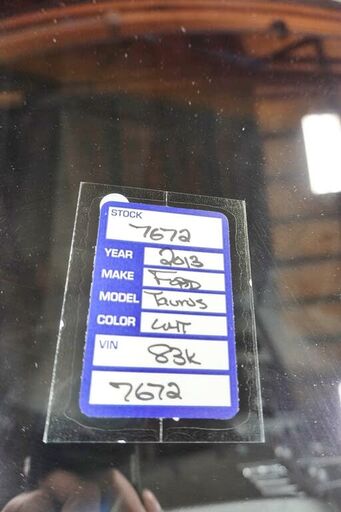 STOCK
7672
YEAR 2013
MAKE FORD
MODEL Taurus
COLOR WHT
VIN 83K
7672